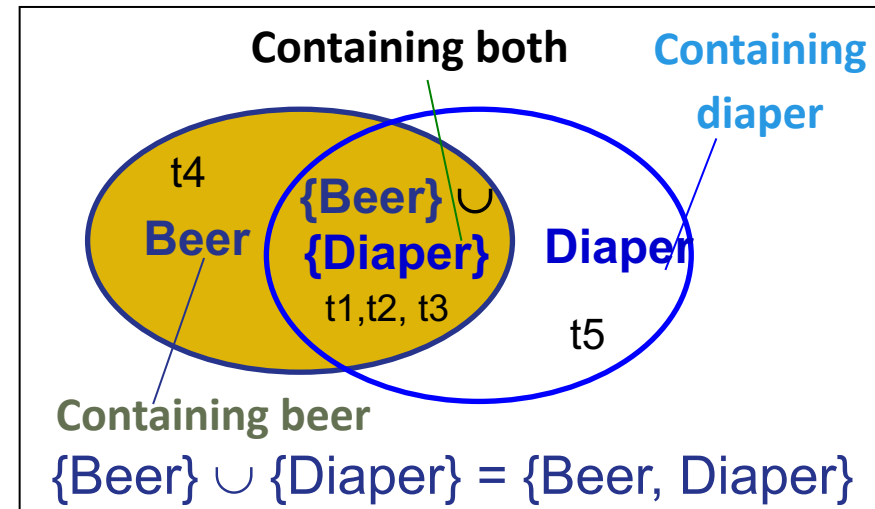 Containing both
Containing
diaper
t4
{Beer} ∪
Beer
{Diaper}
Diaper
t1,t2, t3
t5
Containing beer
{Beer} ∪ {Diaper} = {Beer, Diaper}